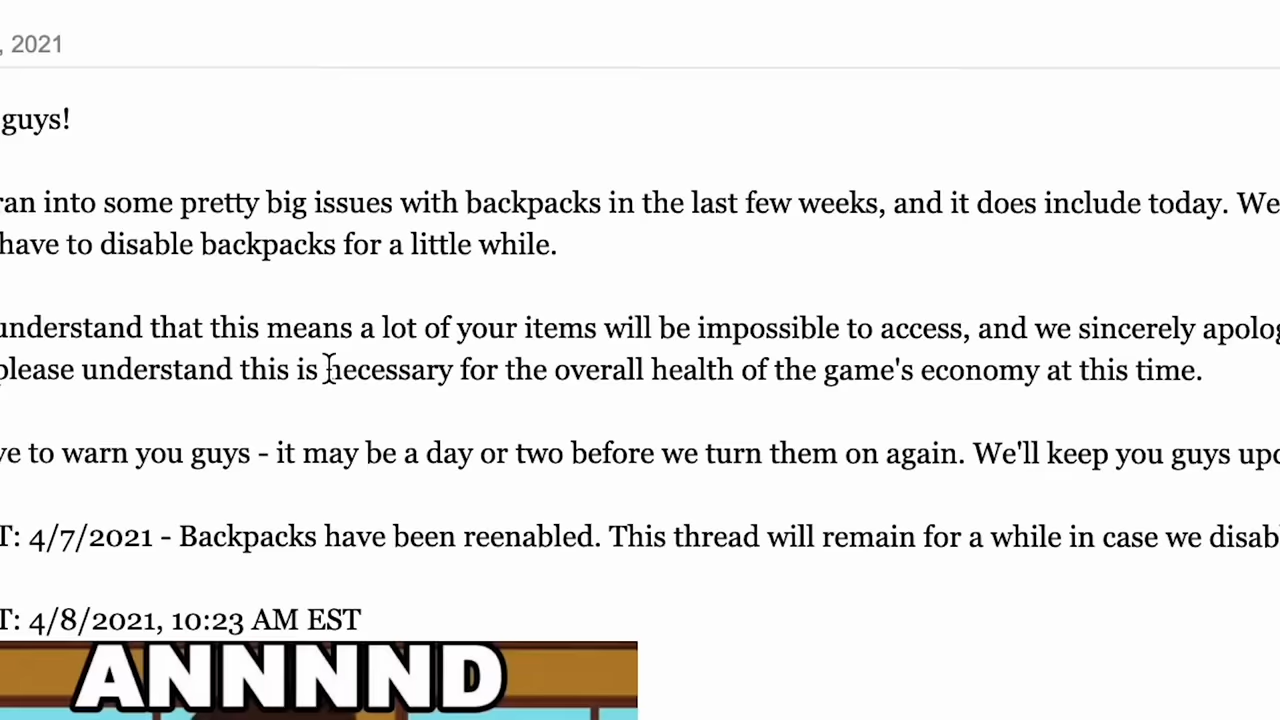 , 2021
guys!
ran into some pretty big issues with backpacks in the last few weeks, and it does include today. We
have to disable backpacks for a little while.
understand that this means a lot of your items will be impossible to access, and we sincerely apolog
please understand this is necessary for the overall health of the game's economy at this time.
ve to warn you guys - it may be a day or two before we turn them on again. We'll keep you guys upd
T: 4/7/2021 - Backpacks have been reenabled. This thread will remain for a while in case we disab
T: 4/8/2021, 10:23 AM EST
ANNNND